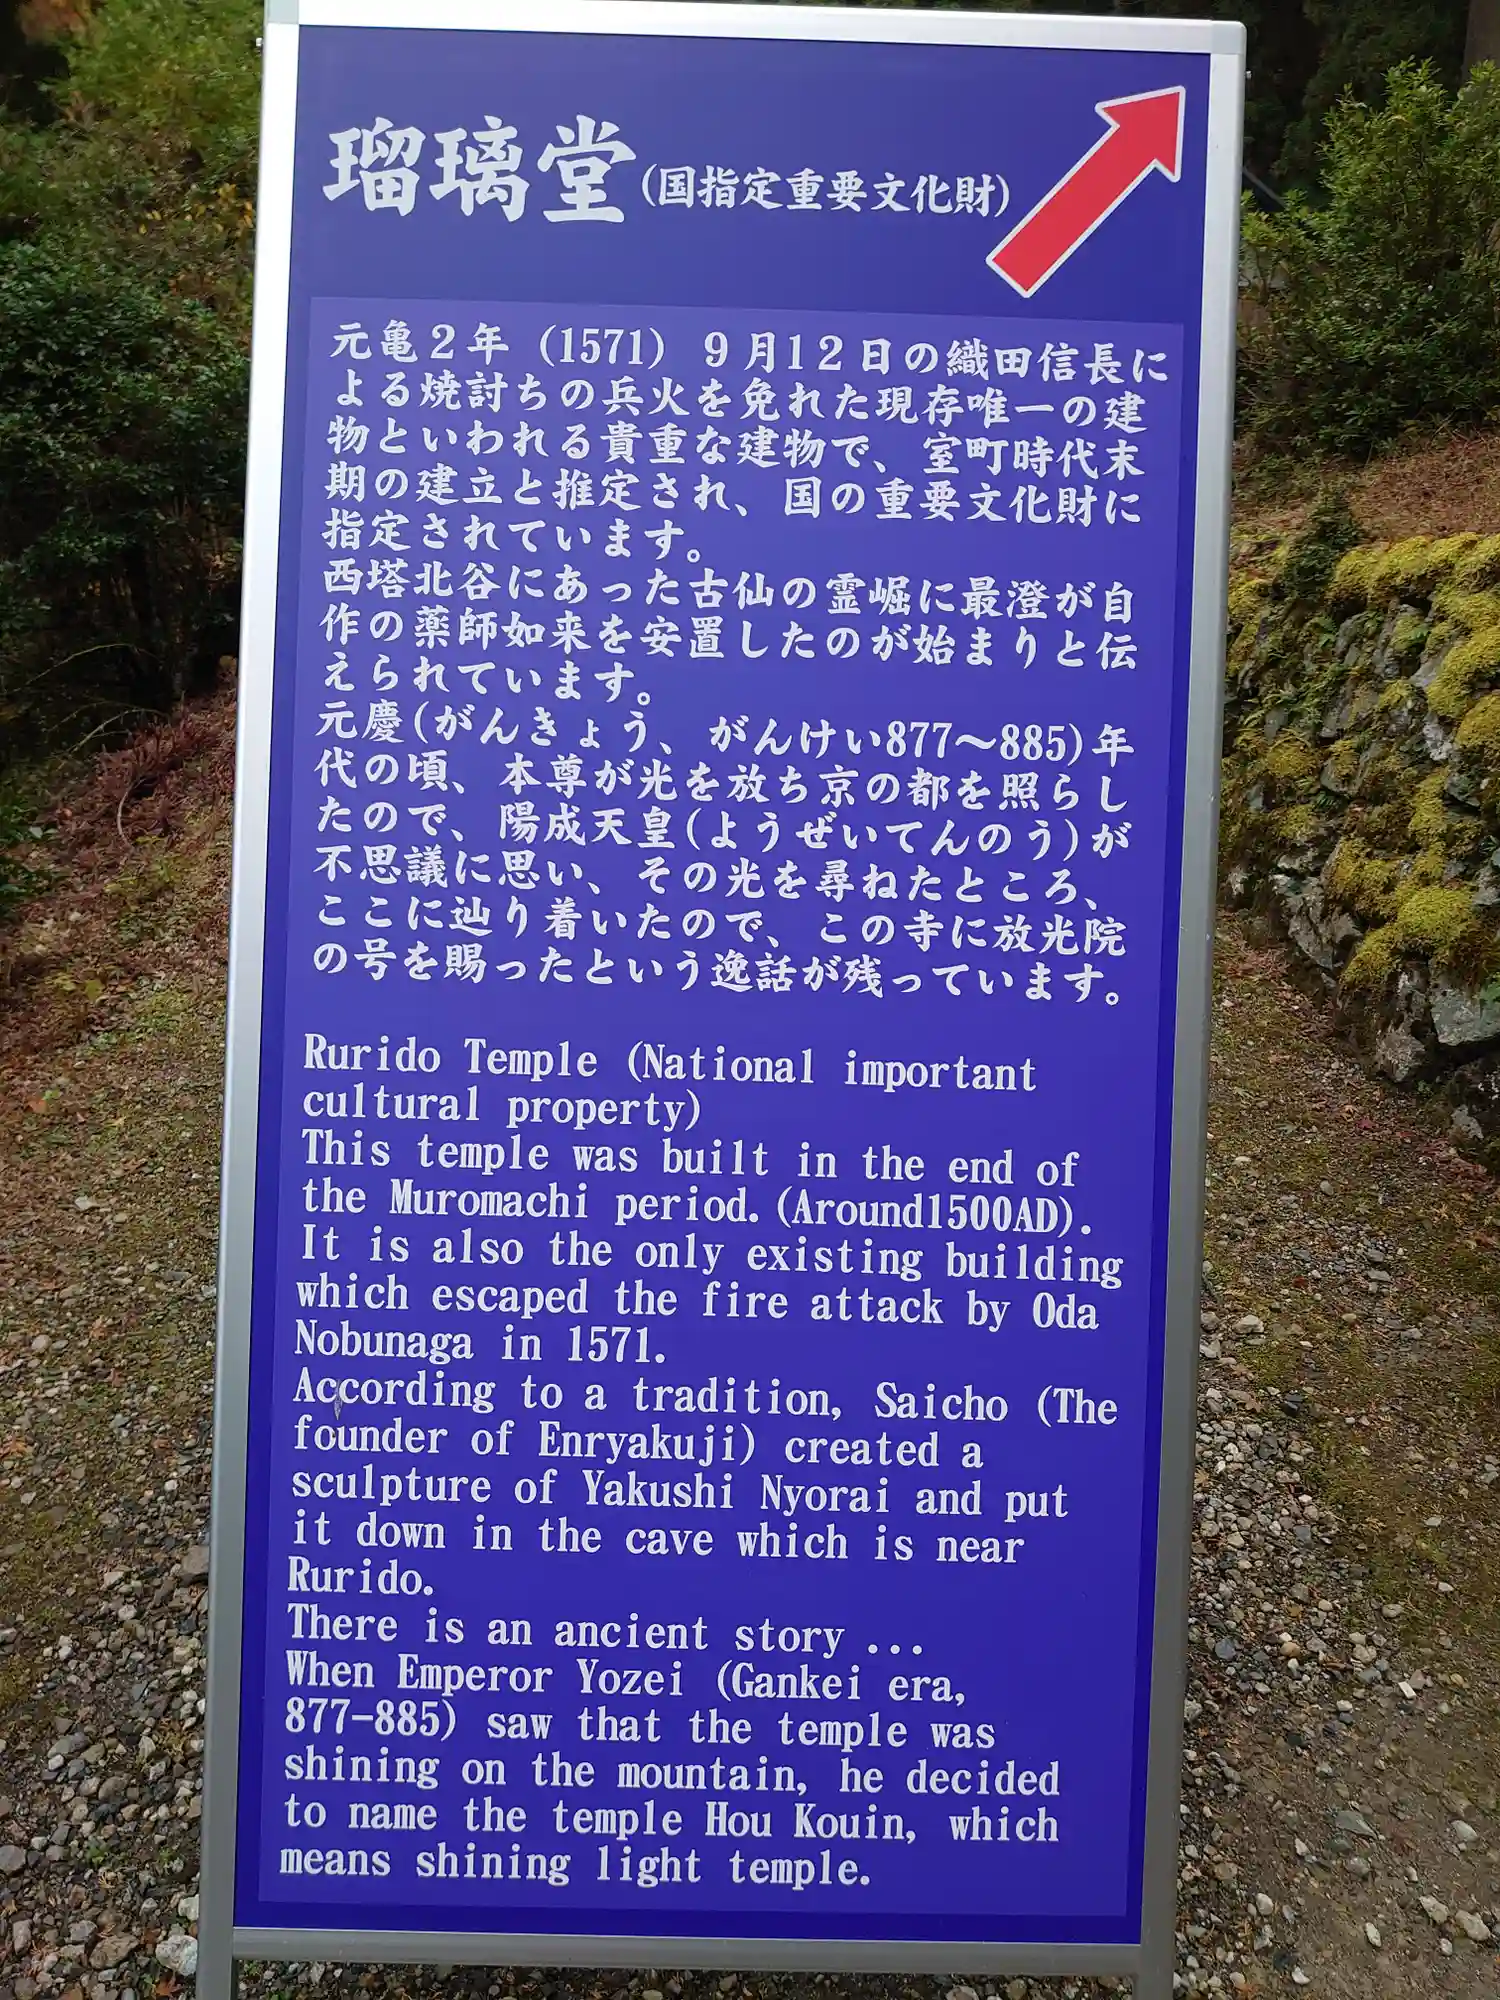 瑠璃堂(国指定重要文化財)
元亀2年（1571）9月12日の織田信長に
よる焼討ちの兵火を免れた現存唯一の建
物といわれる貴重な建物で、室町時代末
期の建立と推定され、国の重要文化財に
指定されています。
西塔北谷にあった古仙の霊崛に最澄が自
作の薬師如来を安置したのが始まりと伝
えられています。
元慶(がんきょう、がんけい877〜885)年
代の頃、本尊が光を放ち京の都を照らし
たので、陽成天皇(ようぜいてんのう)が
不思議に思い、その光を尋ねたところ、
ここに辿り着いたので、この寺に放光院
の号を賜ったという逸話が残っています。
Rurido Temple (National important
cultural property)
This temple was built in the end of
the Muromachi period.(Around1500AD).
It is also the only existing building
which escaped the fire attack by Oda
Nobunaga in 1571.
According to a tradition, Saicho (The
founder of Enryakuji) created a
sculpture of Yakushi Nyorai and put
it down in the cave which is near
Rurido.
There is an ancient story ...
When Emperor Yozei (Gankei era,
877-885) saw that the temple was
shining on the mountain, he decided
to name the temple Hou Kouin, which
means shining light temple.